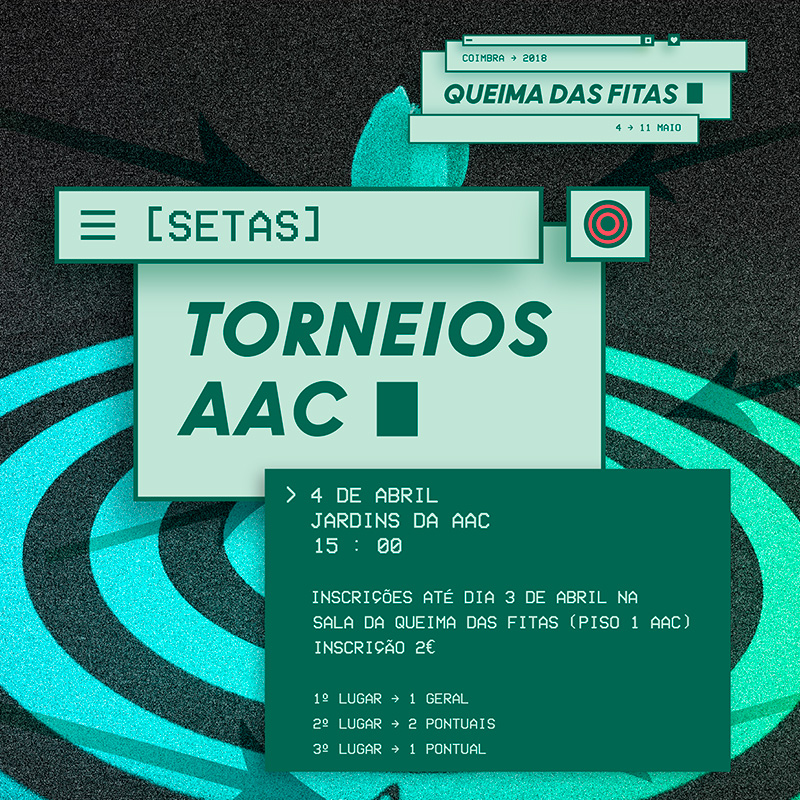 COIMBRA → 2018
QUEIMA DAS FITAS
4 → 11 MAIO
[SETAS]
TORNEIOS
AAC
> 4 DE ABRIL
JARDINS DA AAC
15 : 00
INSCRIÇÕES ATÉ DIA 3 DE ABRIL NA
SALA DA QUEIMA DAS FITAS (PISO 1 AAC)
INSCRIÇÃO 2€
1º LUGAR → 1 GERAL
2º LUGAR → 2 PONTUAIS
3º LUGAR → 1 PONTUAL